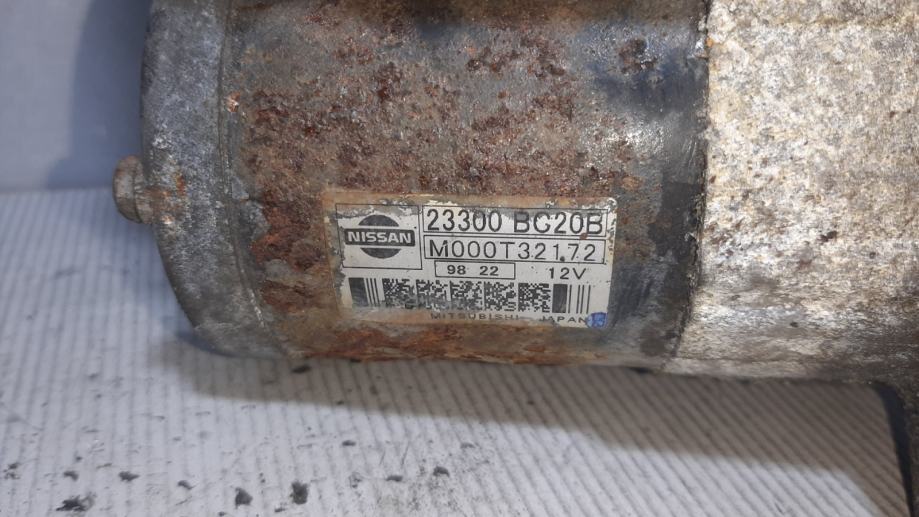 NISSAN
23300 BC20B
M000T32172
98 22
12V
MITSUBISHI JAPAN